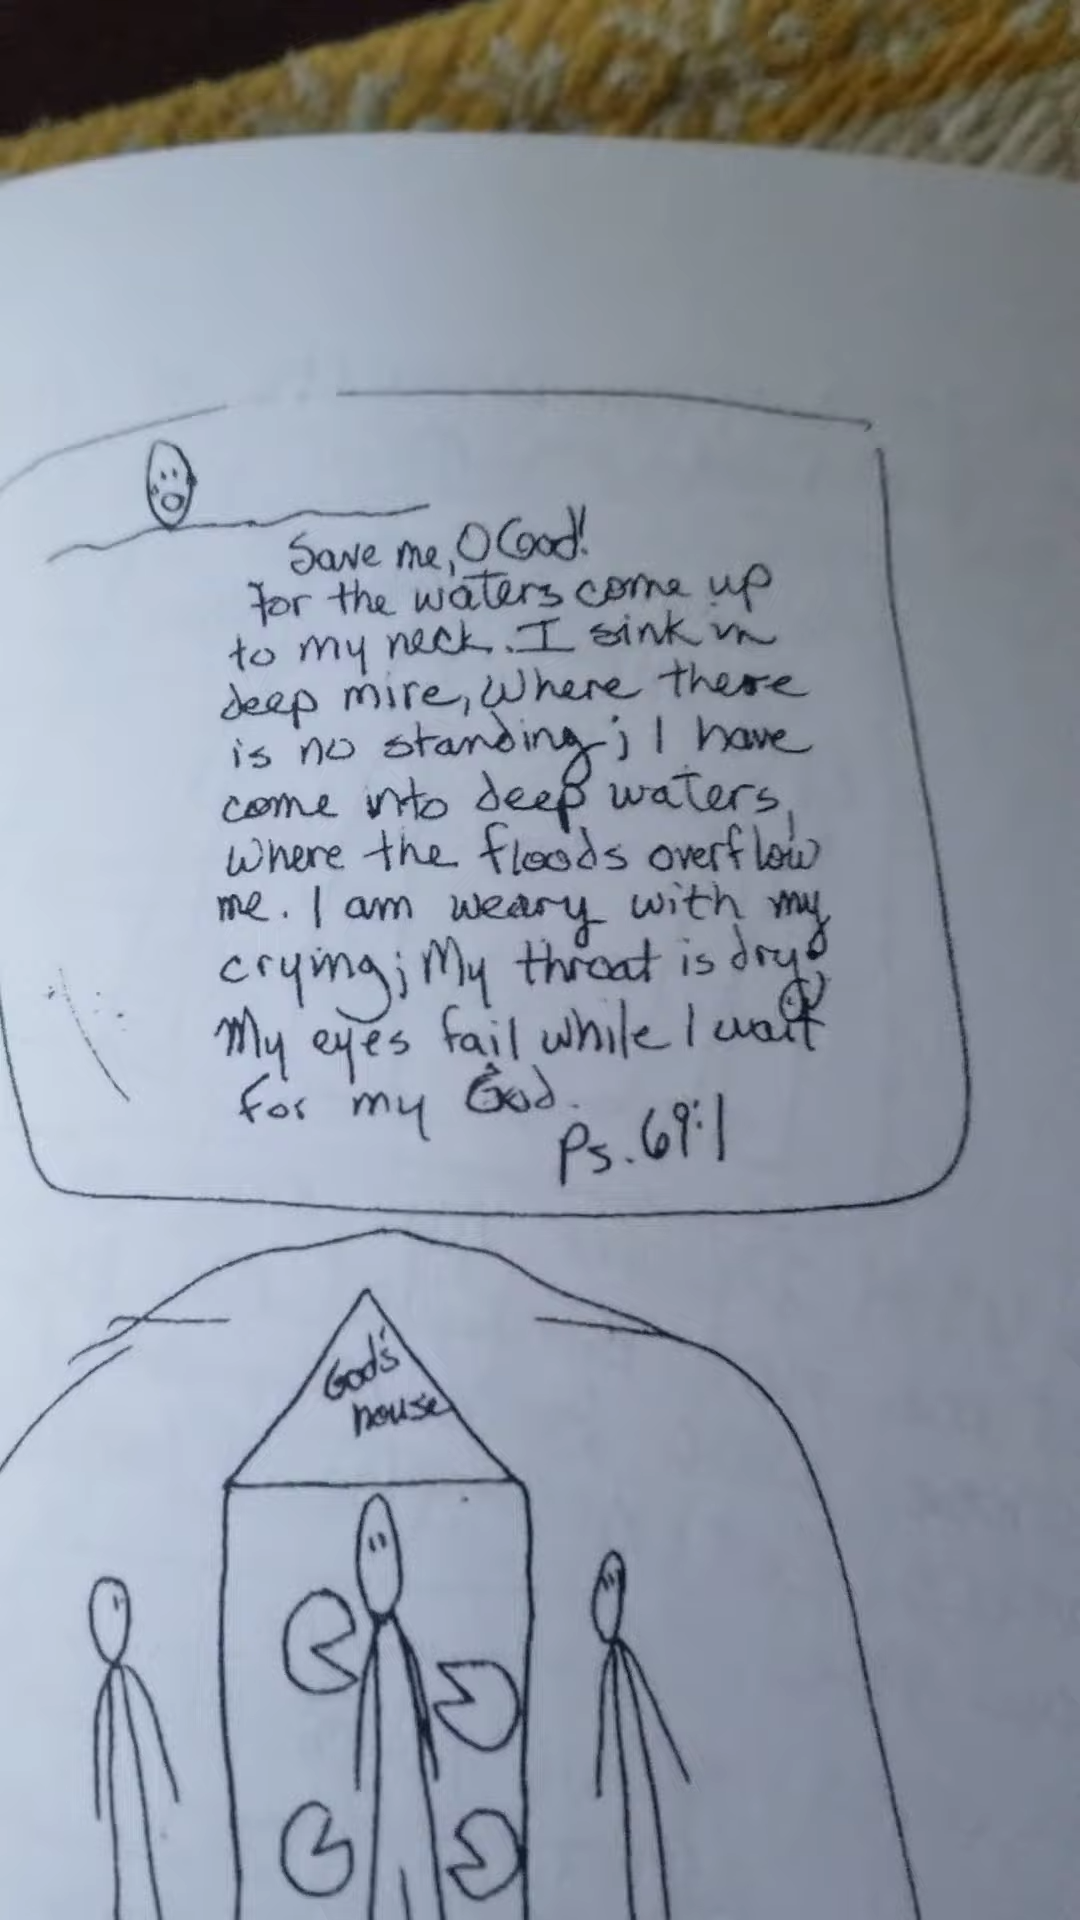 Save me, O God!
For the waters come up
to my neck. I sink in
deep mire, Where there
is no standing; I have
come into deep waters,
Where the floods overflow
me. I am weary with my
crying; My throat is dry;
My eyes fail while I wait
for my God.
Ps. 69:1
God's
house